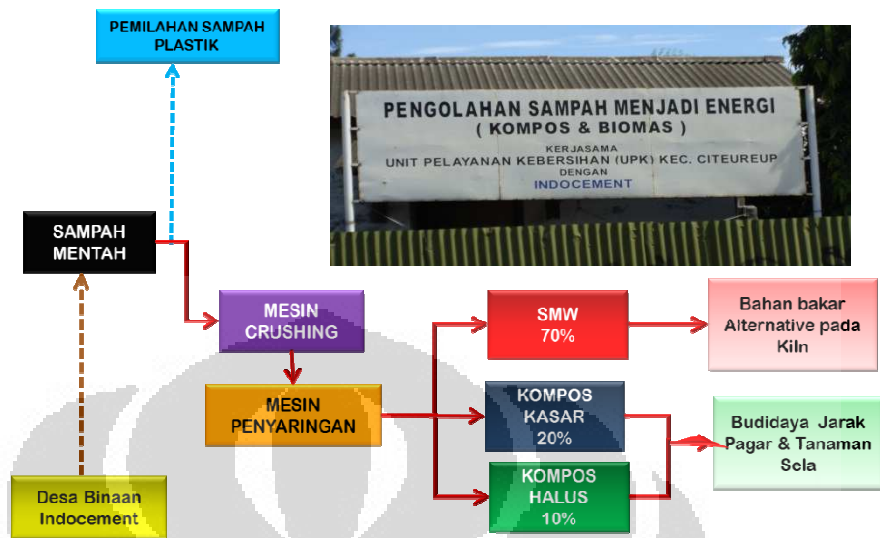 PEMILAHAN SAMPAH
PLASTIK
PENGOLAHAN SAMPAH MENJADI ENERGI
( KOMPOS & BIOMAS )
KERJASAMA
UNIT PELAYANAN KEBERSIHAN (UPK) KEC. CITEUREUP
DENGAN
INDOCEMENT
SAMPAH
MENTAH
MESIN
CRUSHING
SMW
70%
Bahan bakar
Alternative pada
Kiln
MESIN
PENYARINGAN
KOMPOS
KASAR
20%
Budidaya Jarak
Pagar & Tanaman
Sela
Desa Binaan
Indocement
KOMPOS
HALUS
10%